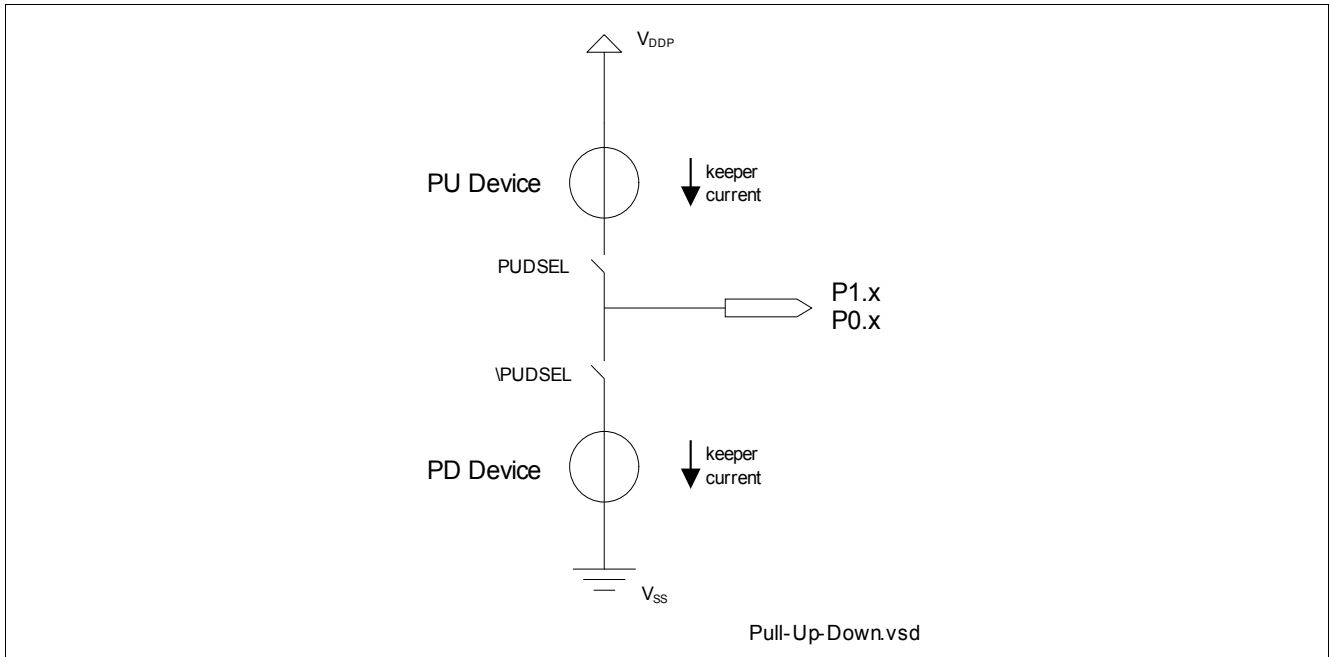 VDDP
PU Device
keeper
current
PUDSEL
P1.x
P0.x
\PUDSEL
PD Device
keeper
current
VSS
Pull-Up-Down.vsd